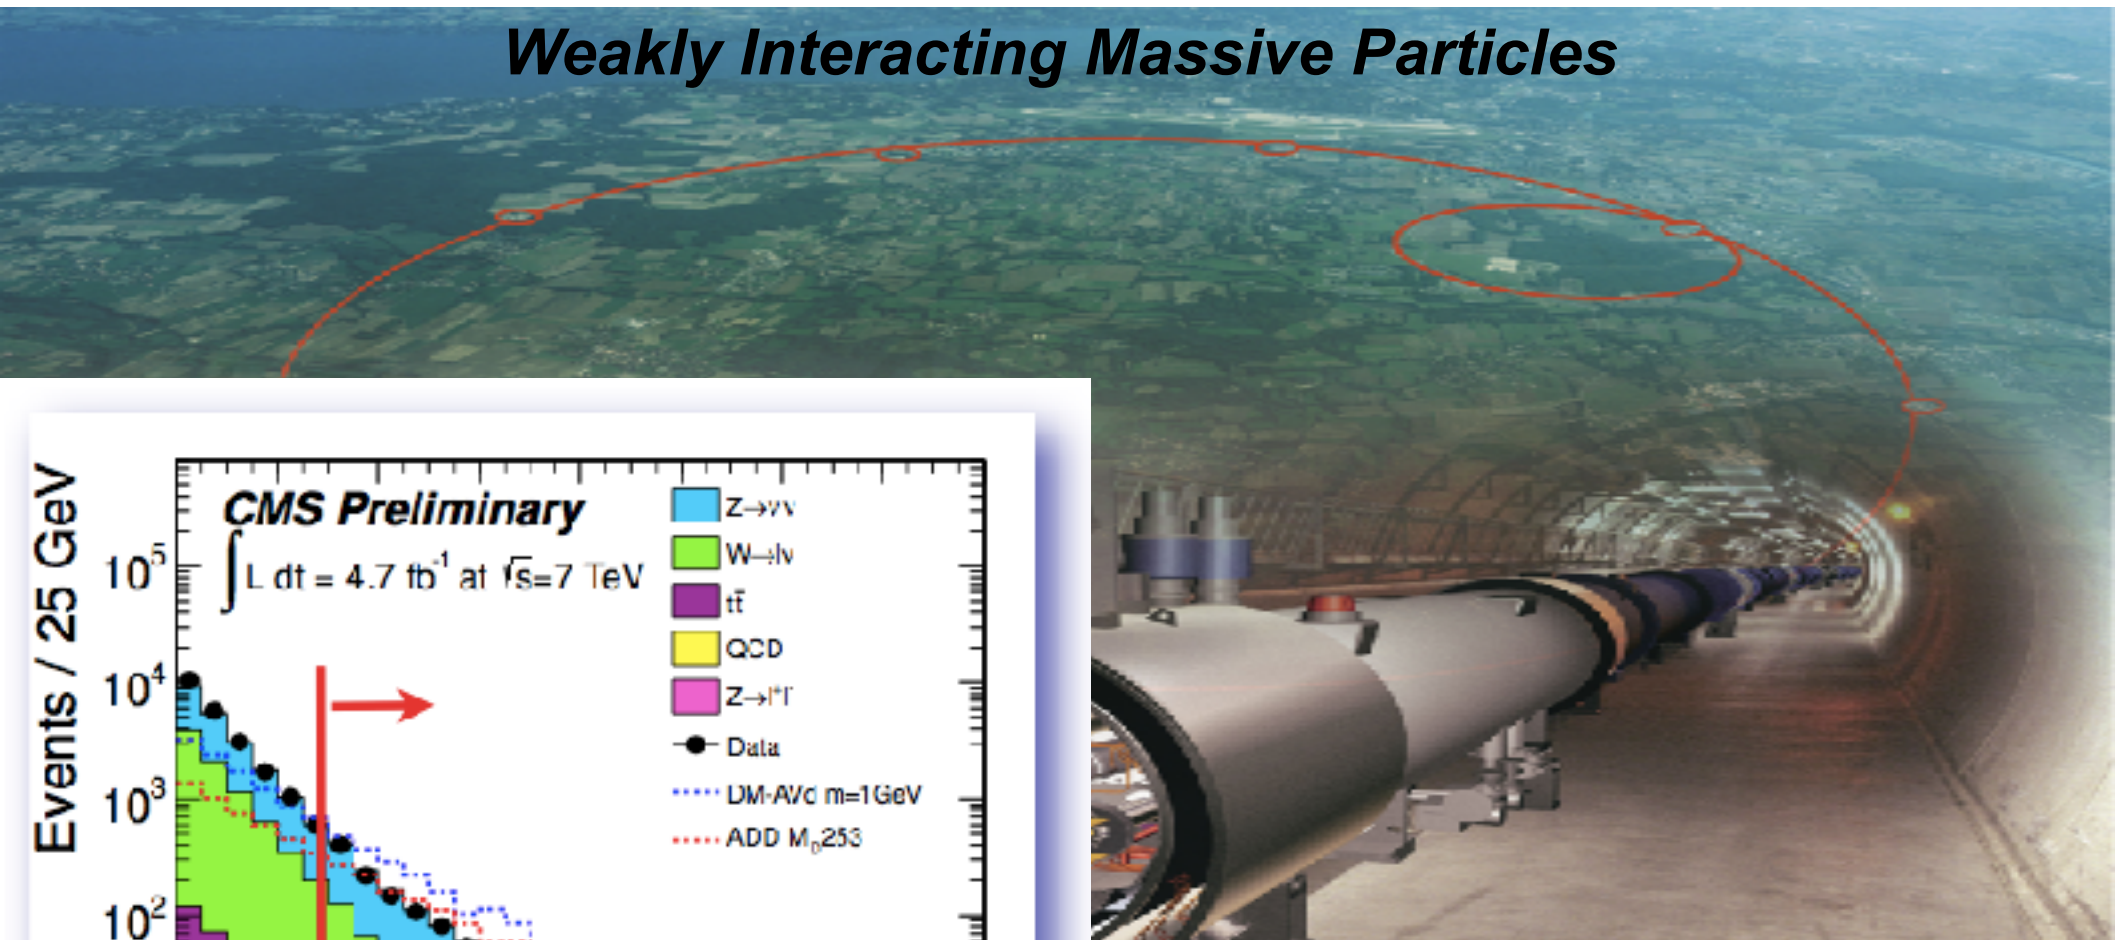 Weakly Interacting Massive Particles
CMS Preliminary
∫ L dt = 4.7 fb⁻¹ at √s=7 TeV
Events / 25 GeV
10⁵
10⁴
10³
10²
Z→νν
W→lν
tt̄
QCD
Z→l⁺l⁻
Data
DM-AVd m=1GeV
ADD M_D253